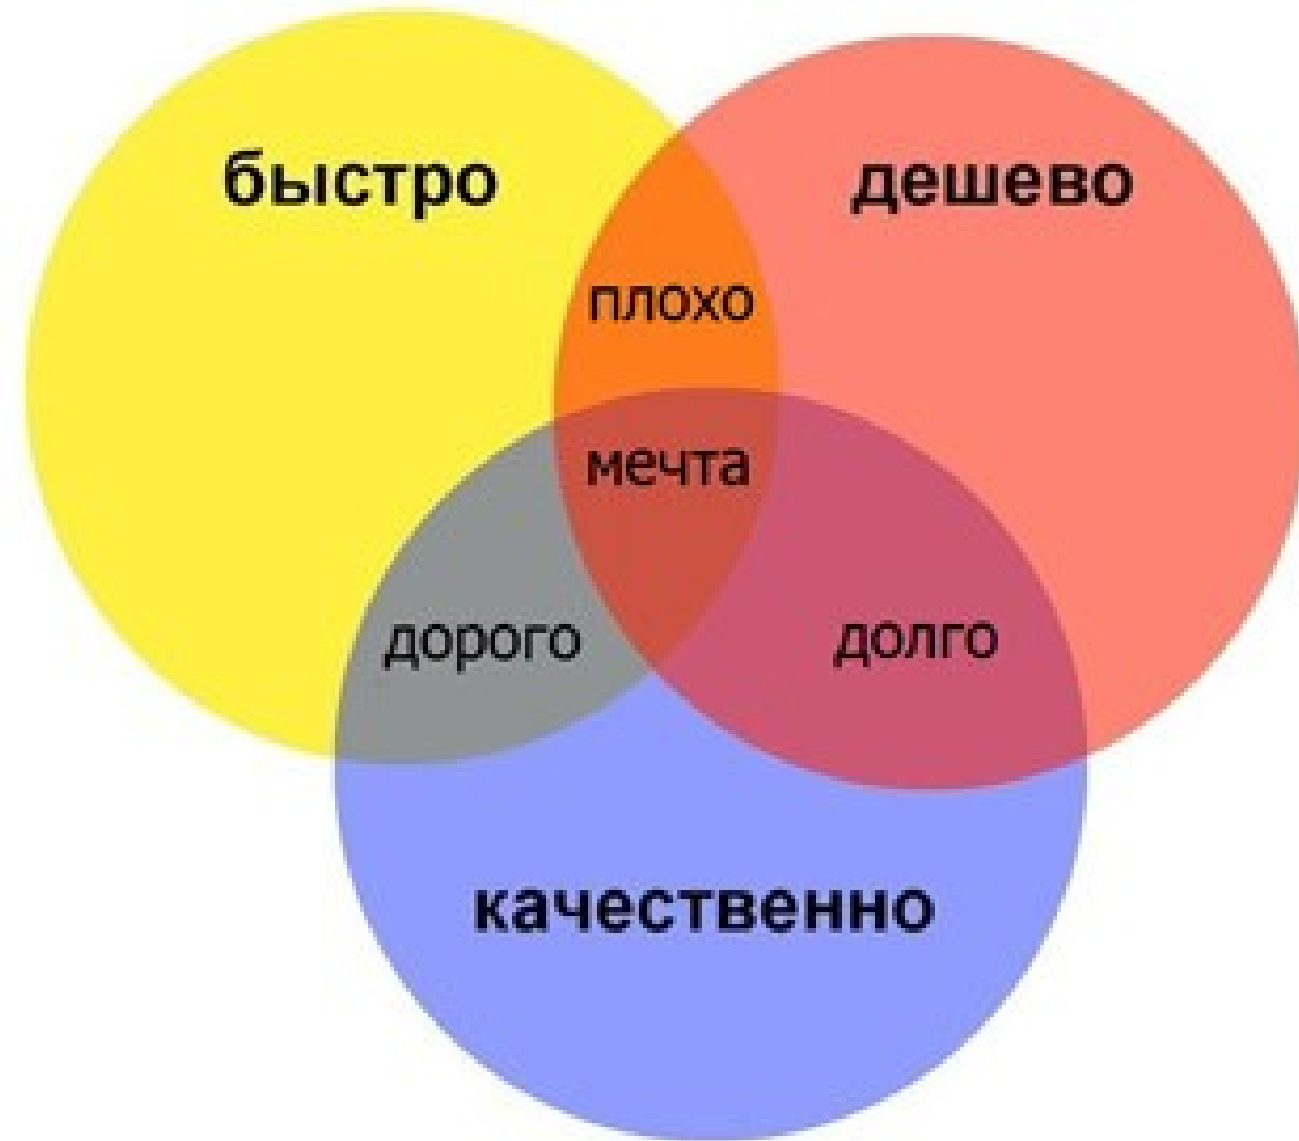 быстро
дешево
плохо
мечта
дорого
долго
качественно